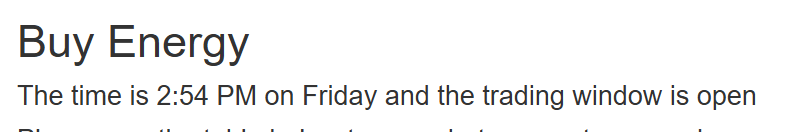 Buy Energy
The time is 2:54 PM on Friday and the trading window is open